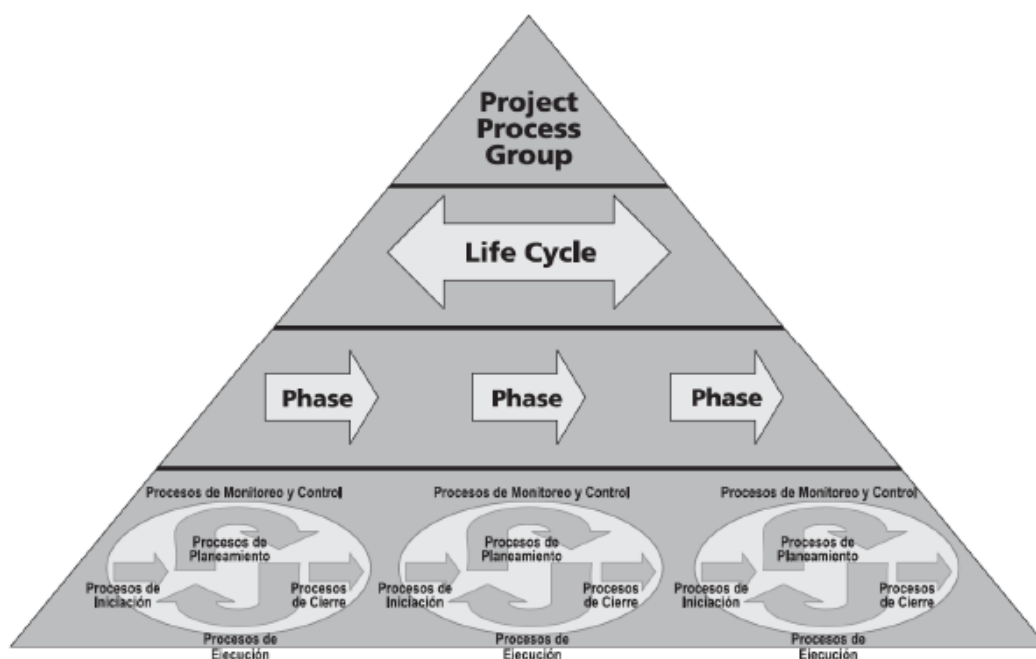 Project
Process
Group
Life Cycle
Phase
Phase
Phase
Procesos de Monitoreo y Control
Procesos de
Planeamiento
Procesos de
Iniciación
Procesos
de Cierre
Procesos de
Ejecución
Procesos de Monitoreo y Control
Procesos de
Planeamiento
Procesos de
Iniciación
Procesos
de Cierre
Procesos de
Ejecución
Procesos de Monitoreo y Control
Procesos de
Planeamiento
Procesos de
Iniciación
Procesos
de Cierre
Procesos de
Ejecución